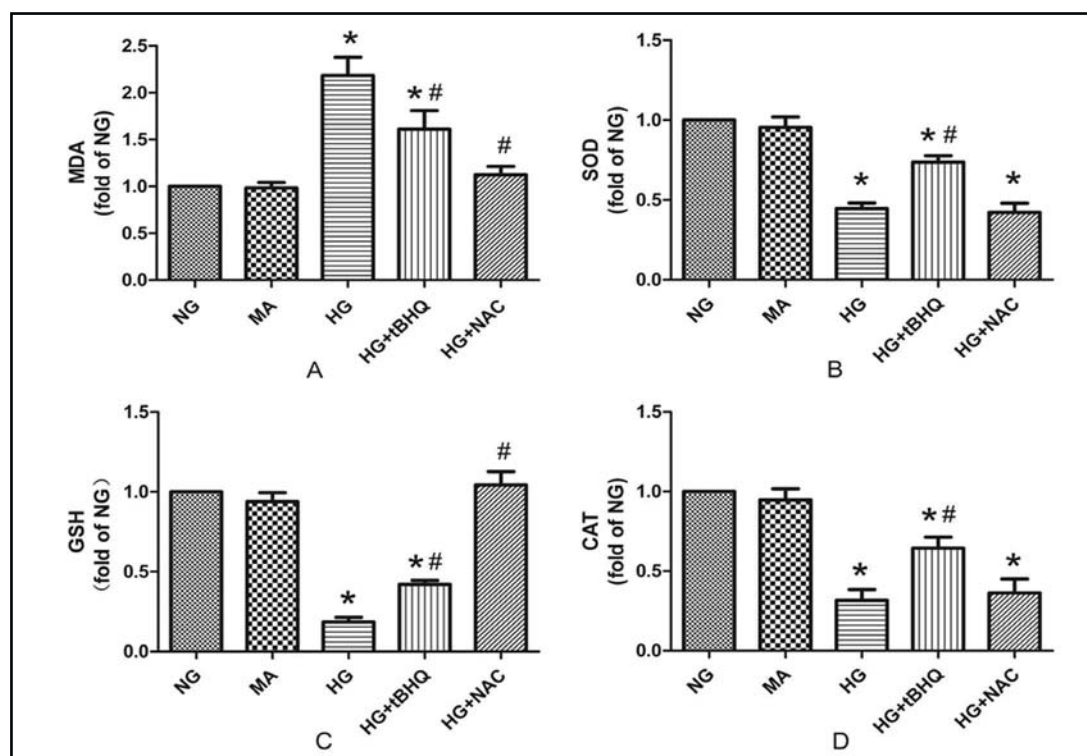 MDA
(fold of NG)
2.5
2.0
1.5
1.0
0.5
0.0
*
* #
#
NG
MA
HG
HG+tBHQ
HG+NAC
A
SOD
(fold of NG)
1.5
1.0
0.5
0.0
*
* #
*
NG
MA
HG
HG+tBHQ
HG+NAC
B
GSH
（fold of NG）
1.5
1.0
0.5
0.0
*
* #
#
NG
MA
HG
HG+tBHQ
HG+NAC
C
CAT
(fold of NG)
1.5
1.0
0.5
0.0
*
* #
*
NG
MA
HG
HG+tBHQ
HG+NAC
D